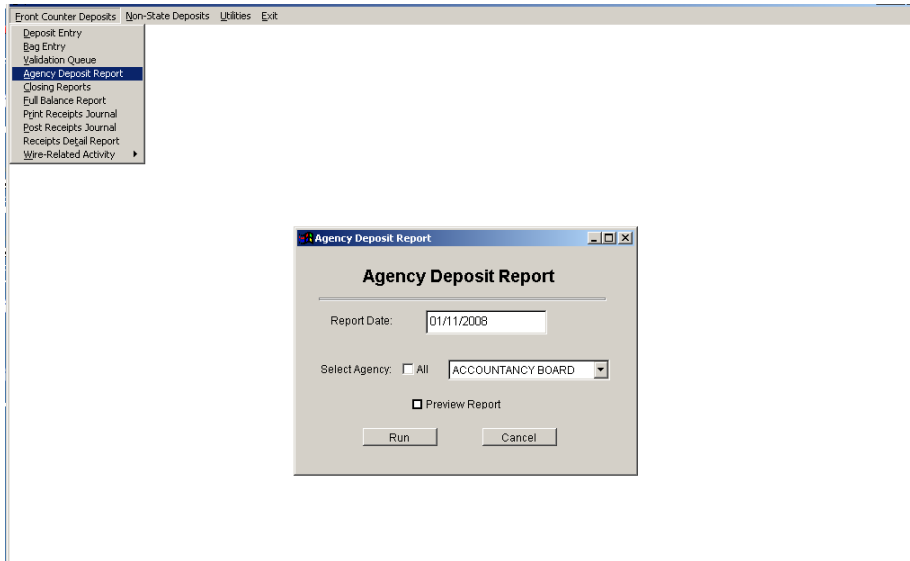 Front Counter Deposits Non-State Deposits Utilities Exit
Deposit Entry
Bag Entry
Validation Queue
Agency Deposit Report
Closing Reports
Full Balance Report
Print Receipts Journal
Post Receipts Journal
Receipts Detail Report
Wire-Related Activity
Agency Deposit Report
Agency Deposit Report
Report Date: 01/11/2008
Select Agency: All ACCOUNTANCY BOARD
Preview Report
Run Cancel